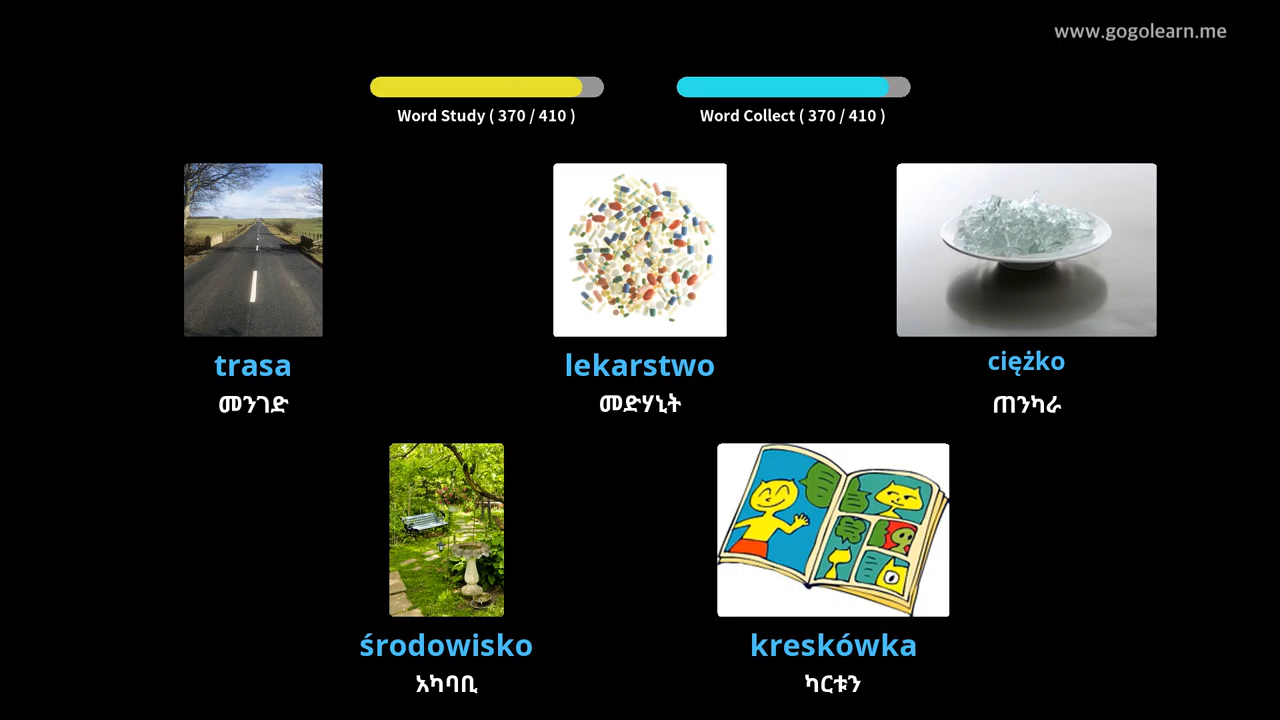 www.gogolearn.me
Word Study ( 370 / 410 )
Word Collect ( 370 / 410 )
trasa
መንገድ
lekarstwo
መድሃኒት
ciężko
ጠንካራ
środowisko
አካባቢ
kreskówka
ካርቱን